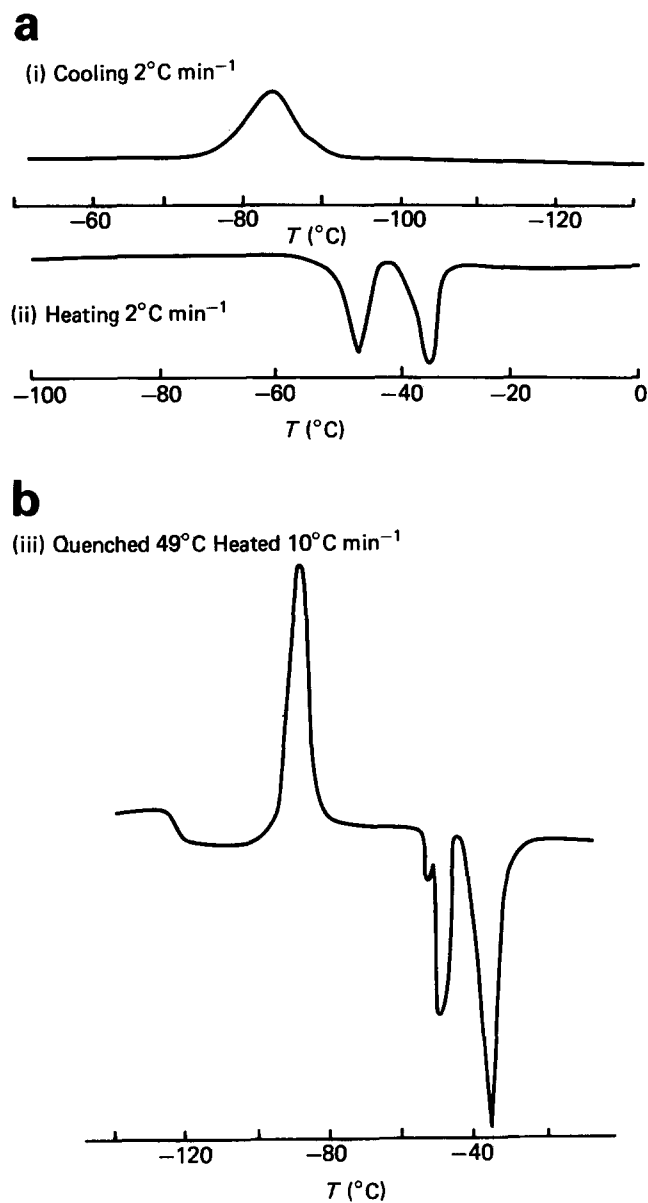 a
(i) Cooling 2°C min⁻¹
−60 −80 −100 −120
T (°C)
(ii) Heating 2°C min⁻¹
−100 −80 −60 −40 −20 0
T (°C)
b
(iii) Quenched 49°C Heated 10°C min⁻¹
−120 −80 −40
T (°C)